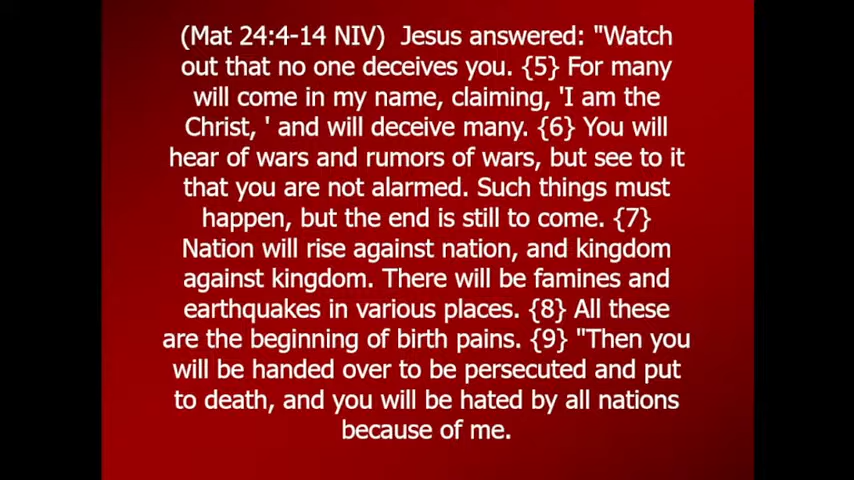 (Mat 24:4-14 NIV)  Jesus answered: "Watch
out that no one deceives you. {5} For many
will come in my name, claiming, 'I am the
Christ, ' and will deceive many. {6} You will
hear of wars and rumors of wars, but see to it
that you are not alarmed. Such things must
happen, but the end is still to come. {7}
Nation will rise against nation, and kingdom
against kingdom. There will be famines and
earthquakes in various places. {8} All these
are the beginning of birth pains. {9} "Then you
will be handed over to be persecuted and put
to death, and you will be hated by all nations
because of me.